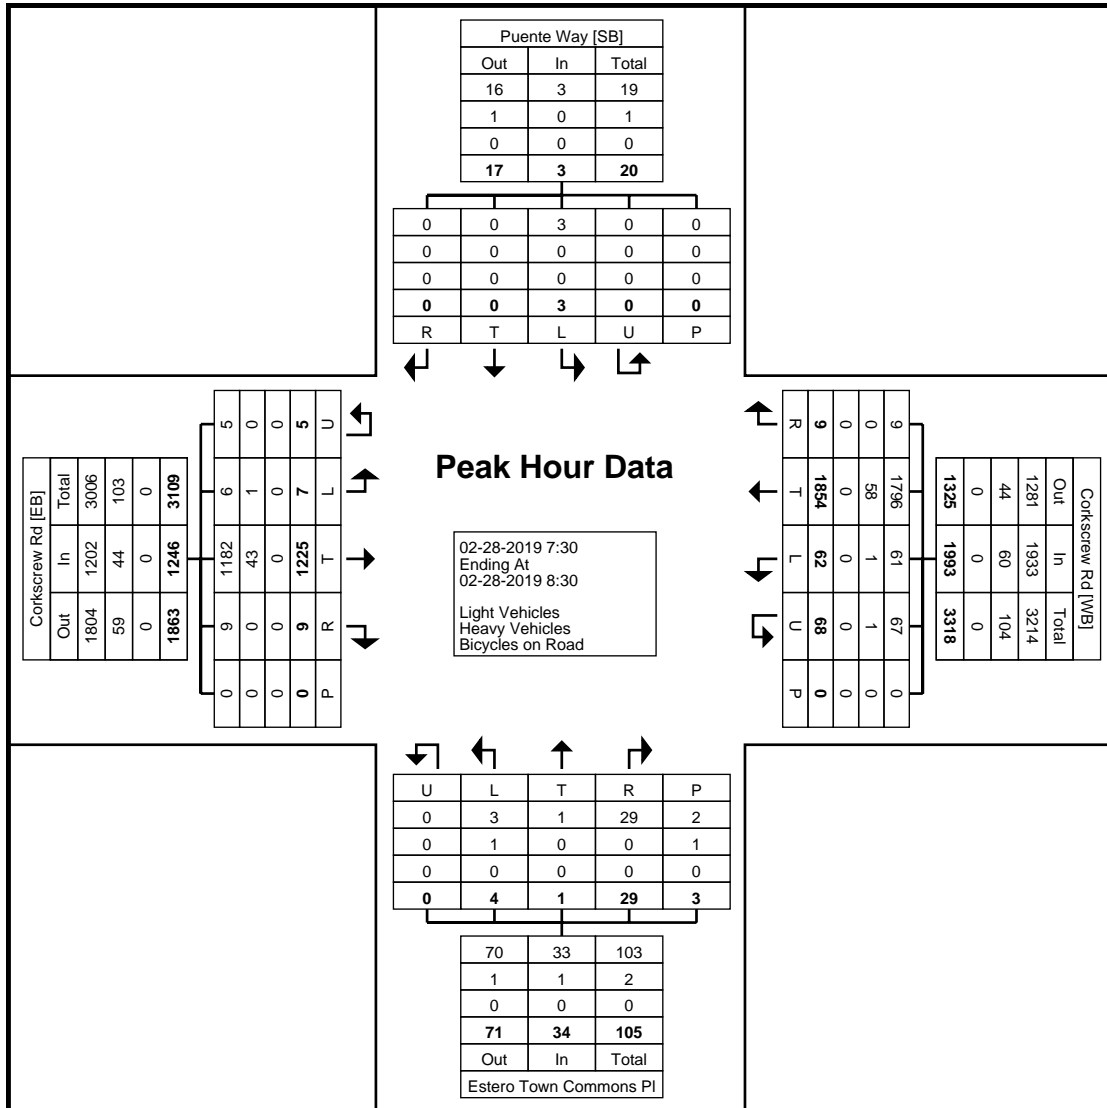 Puente Way [SB]
Out In Total
16 3 19
1 0 1
0 0 0
17 3 20
0 0 3 0 0
0 0 0 0 0
0 0 0 0 0
0 0 3 0 0
R T L U P
Corkscrew Rd [EB]
Total In Out
3006 1202 1804
103 44 59
0 0 0
3109 1246 1863
5 6 1182 9 0
0 1 43 0 0
0 0 0 0 0
5 7 1225 9 0
U L T R P
Peak Hour Data
02-28-2019 7:30
Ending At
02-28-2019 8:30
Light Vehicles
Heavy Vehicles
Bicycles on Road
Corkscrew Rd [WB]
Out In Total
1281 1933 3214
44 60 104
0 0 0
1325 1993 3318
9 1796 61 67 0
0 58 1 1 0
0 0 0 0 0
9 1854 62 68 0
R T L U P
U L T R P
0 3 1 29 2
0 1 0 0 1
0 0 0 0 0
0 4 1 29 3
70 33 103
1 1 2
0 0 0
71 34 105
Out In Total
Estero Town Commons Pl